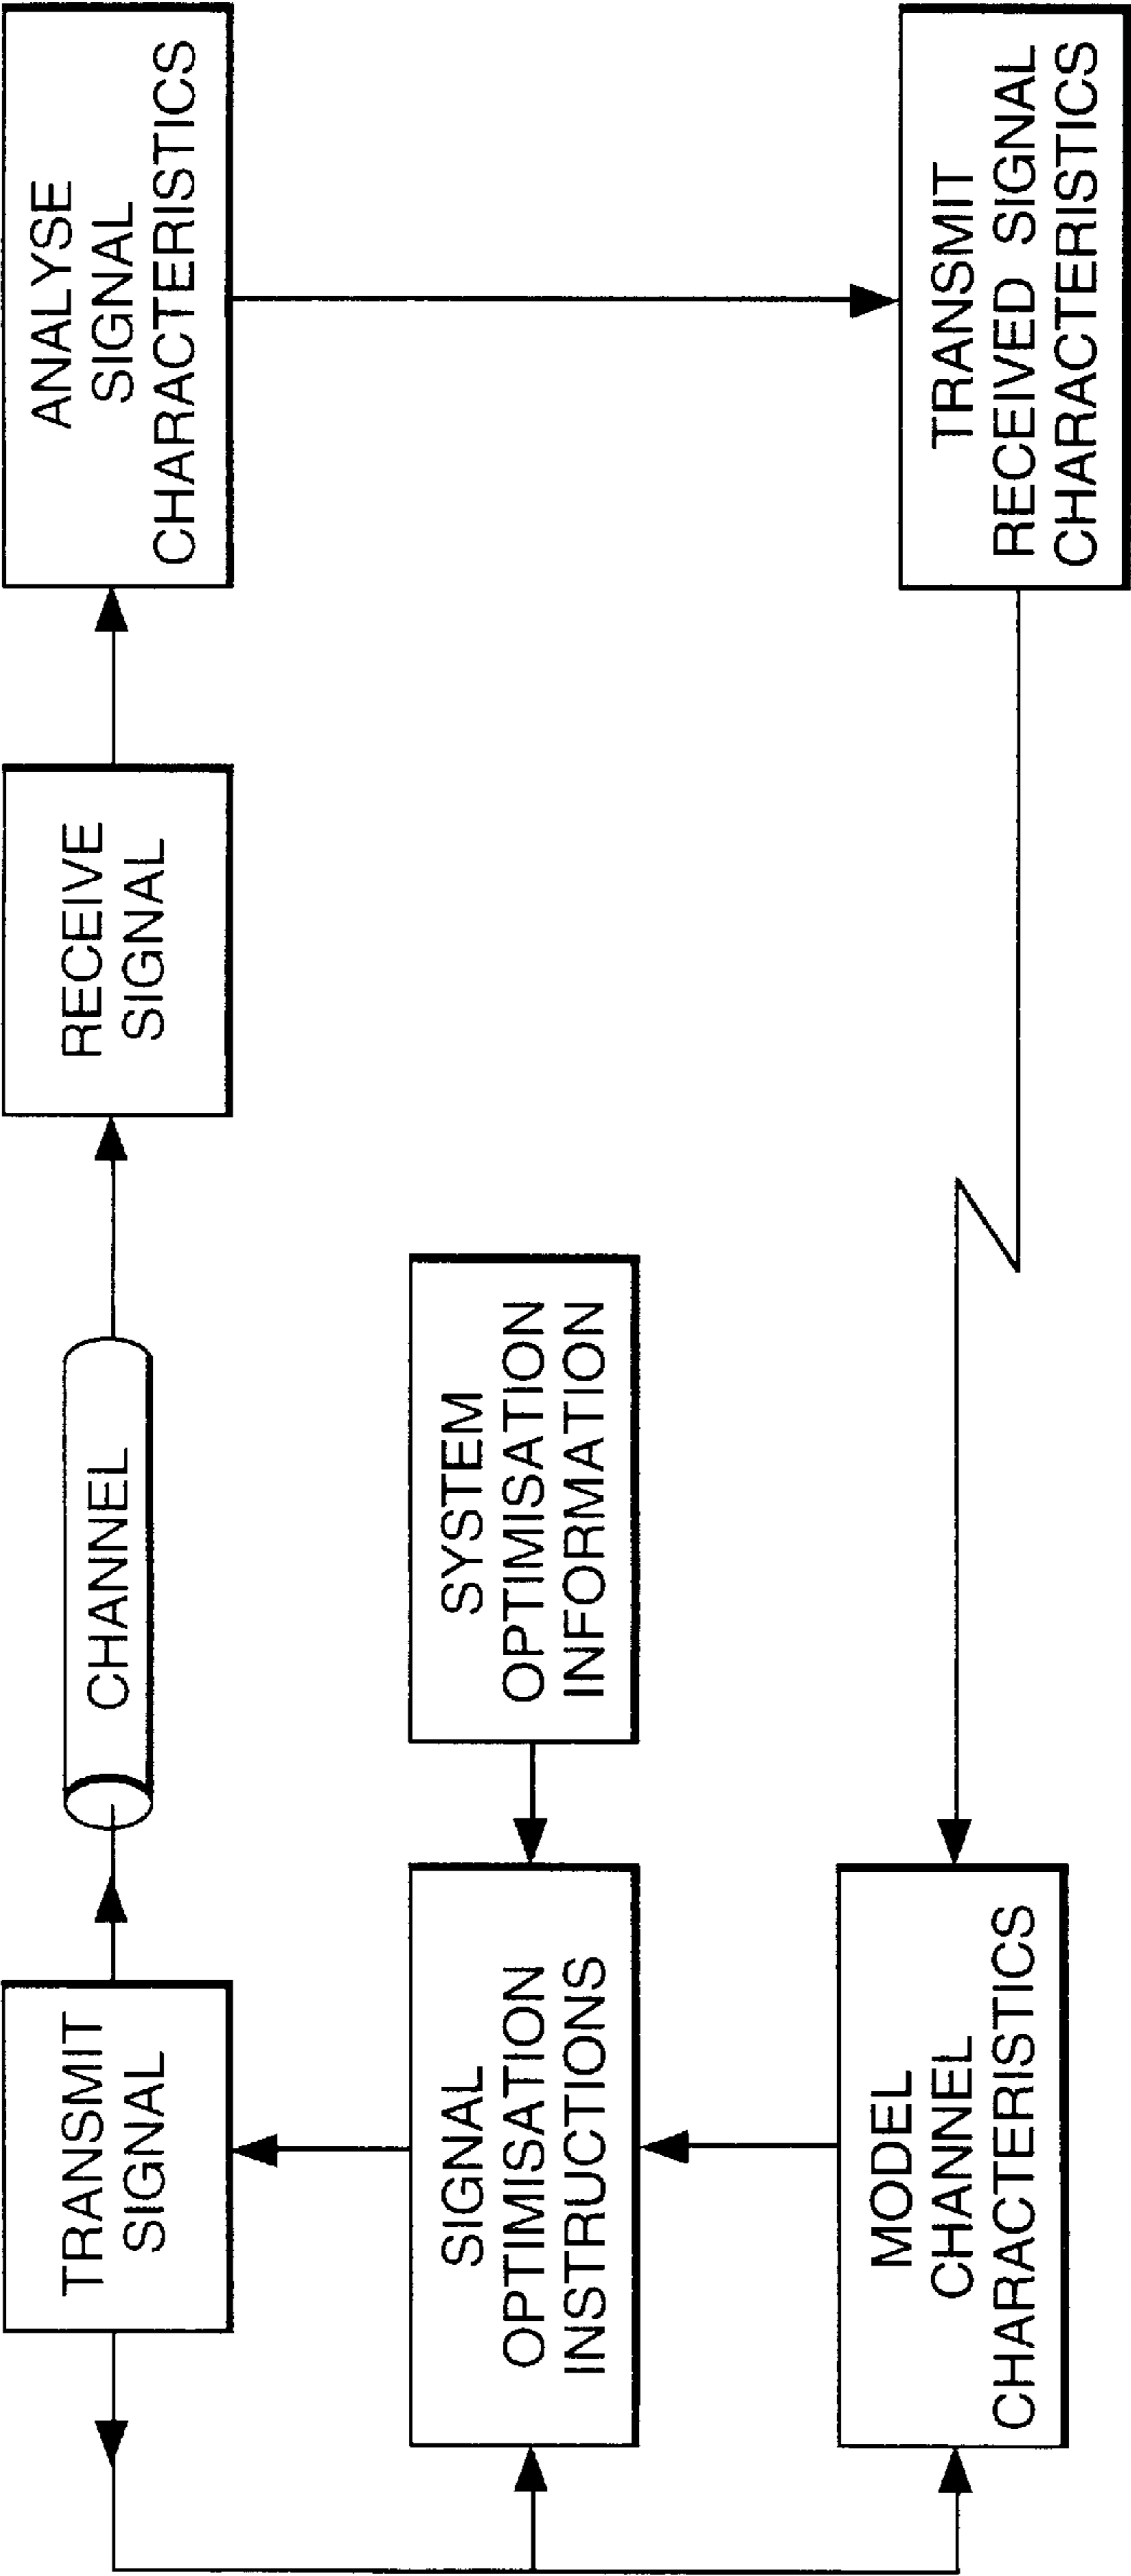 TRANSMIT
SIGNAL
CHANNEL
RECEIVE
SIGNAL
ANALYSE
SIGNAL
CHARACTERISTICS
SIGNAL
OPTIMISATION
INSTRUCTIONS
SYSTEM
OPTIMISATION
INFORMATION
MODEL
CHANNEL
CHARACTERISTICS
TRANSMIT
RECEIVED SIGNAL
CHARACTERISTICS